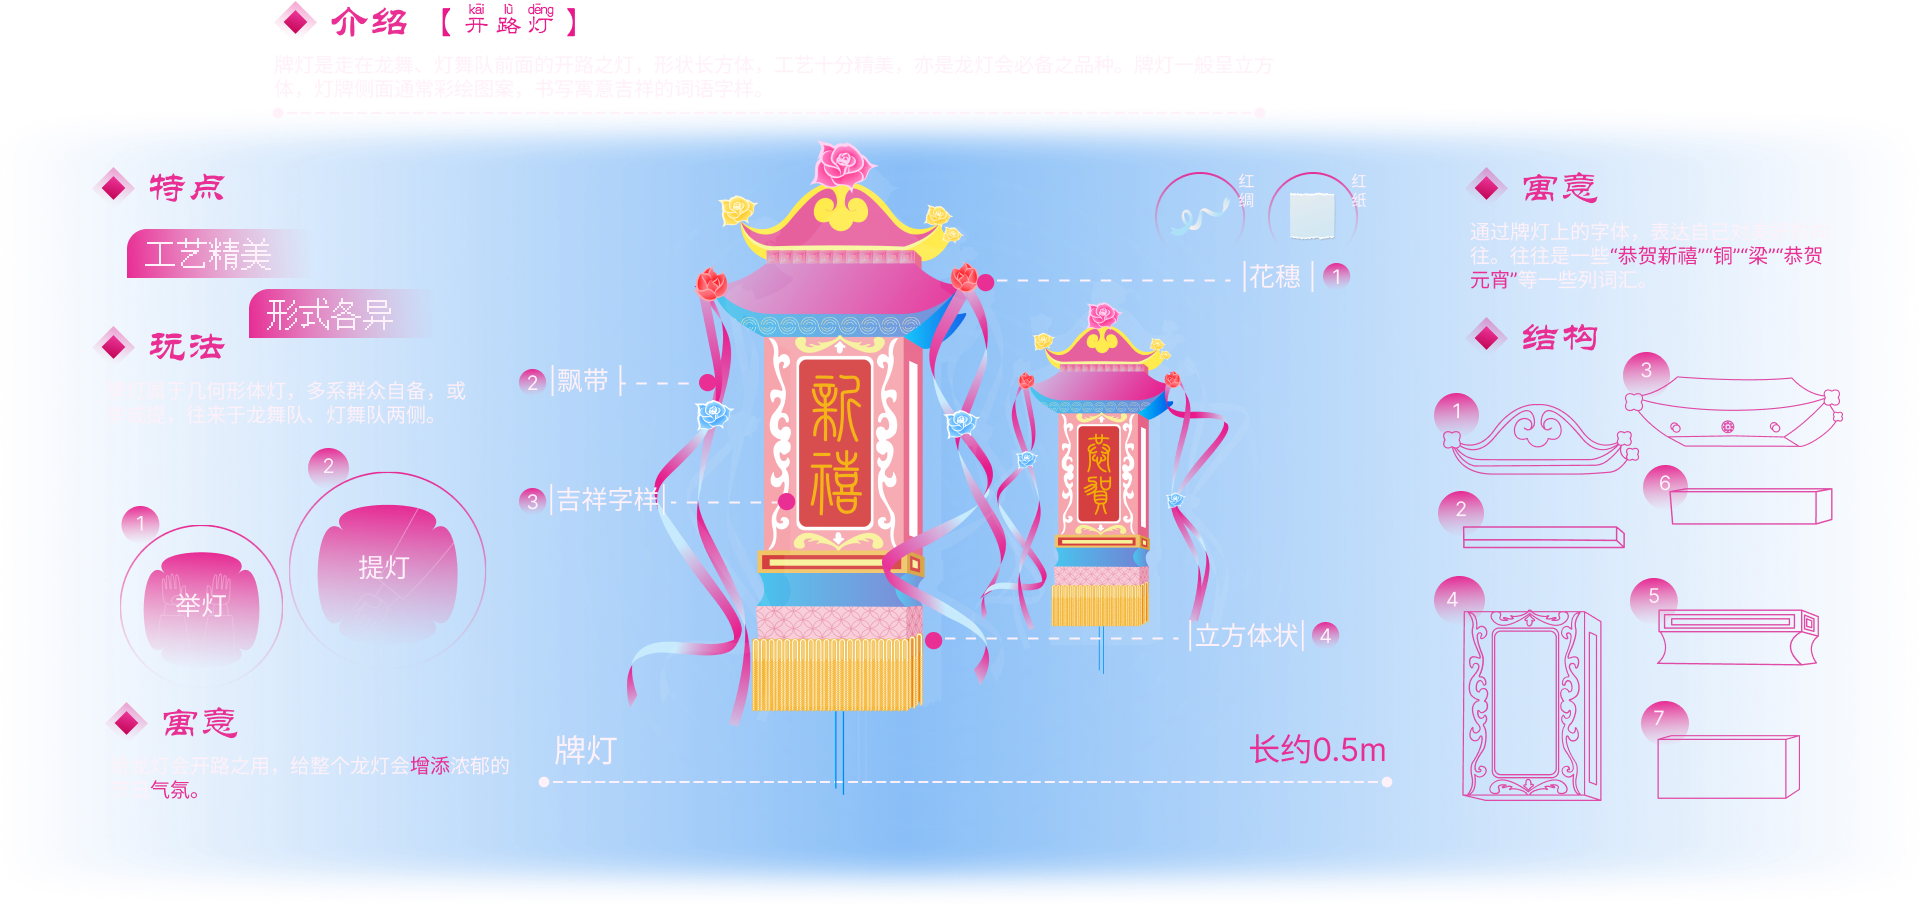 介绍 【开路灯】
kāi lù dēng
牌灯是走在龙舞、灯舞队前面的开路之灯，形状长方体，工艺十分精美，亦是龙灯会必备之品种。牌灯一般呈立方
体，灯牌侧面通常彩绘图案，书写寓意吉祥的词语字样。
特点
工艺精美
形式各异
玩法
属于几何形体灯，多系群众自备，或
，往来于龙舞队、灯舞队两侧。
1
举灯
2
提灯
寓意
开路之用，给整个龙灯会增添浓郁的
气氛。
新禧
恭贺
红绸
红纸
花穗 1
2 飘带
3 吉祥字样
立方体状 4
牌灯
长约0.5m
寓意
通过牌灯上的字体，表达自己
往。往往是一些“恭贺新禧”“铜”“梁”“恭贺
元宵”等一些列词汇。
结构
1
2
3
4
5
6
7